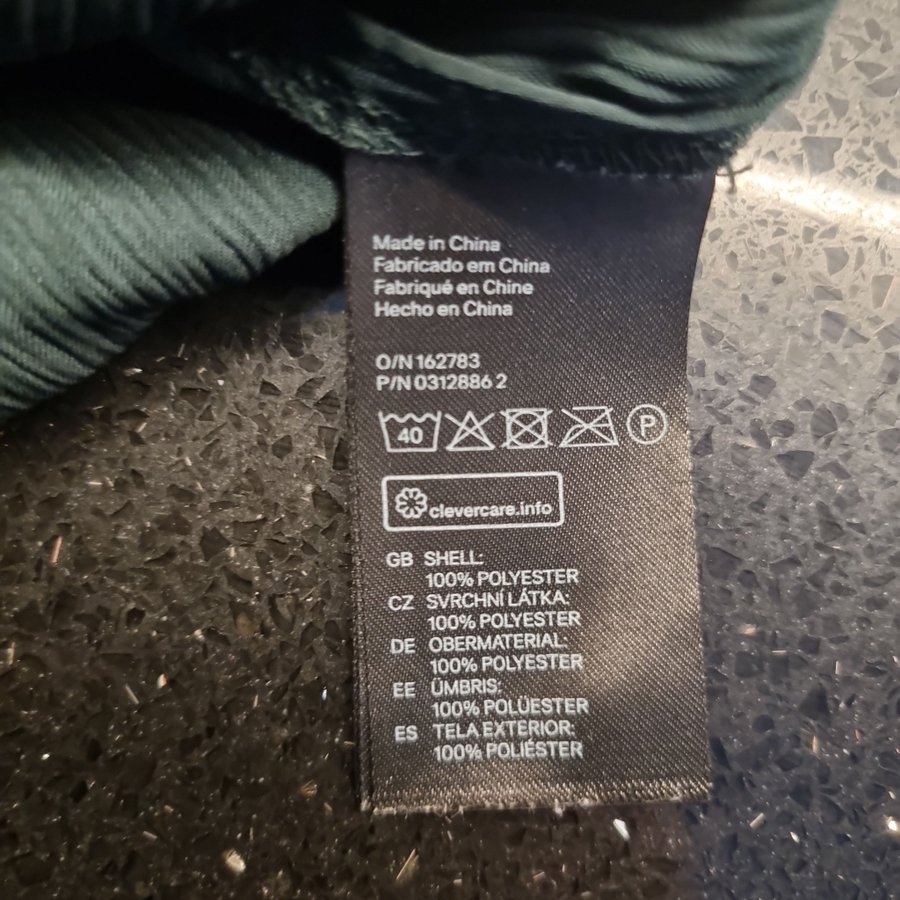 Made in China
Fabricado em China
Fabriqué en Chine
Hecho en China
O/N 162783
P/N 0312886 2
40 P
clevercare.info
GB SHELL:
100% POLYESTER
CZ SVRCHNÍ LÁTKA:
100% POLYESTER
DE OBERMATERIAL:
100% POLYESTER
EE ÜMBRIS:
100% POLÜESTER
ES TELA EXTERIOR:
100% POLIÉSTER